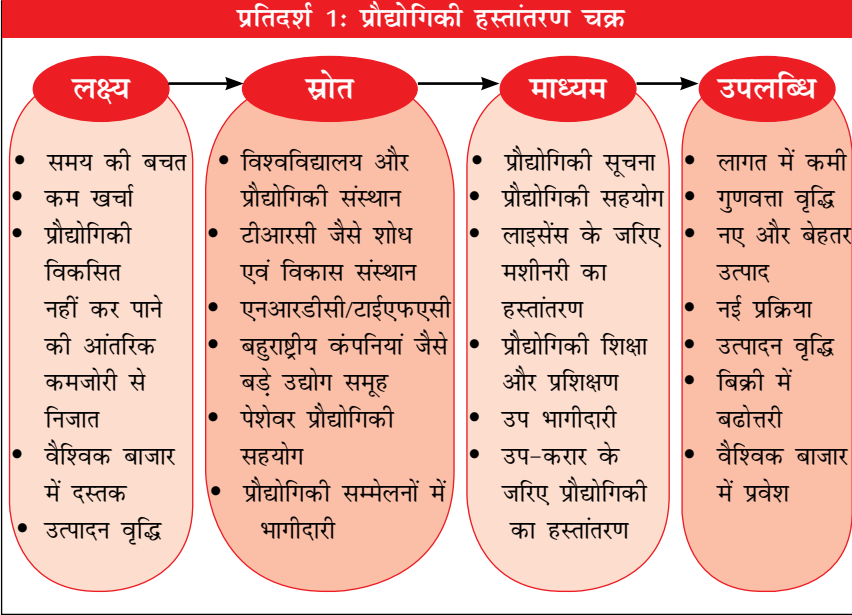 प्रतिदर्श 1: प्रौद्योगिकी हस्तांतरण चक्र
लक्ष्य
• समय की बचत
• कम खर्चा
• प्रौद्योगिकी
विकसित
नहीं कर पाने
की आंतरिक
कमजोरी से
निजात
• वैश्विक बाजार
में दस्तक
• उत्पादन वृद्धि
स्रोत
• विश्वविद्यालय और
प्रौद्योगिकी संस्थान
• टीआरसी जैसे शोध
एवं विकास संस्थान
• एनआरडीसी/टाईएफएसी
• बहुराष्ट्रीय कंपनियां जैसे
बड़े उद्योग समूह
• पेशेवर प्रौद्योगिकी
सहयोग
• प्रौद्योगिकी सम्मेलनों में
भागीदारी
माध्यम
• प्रौद्योगिकी सूचना
• प्रौद्योगिकी सहयोग
• लाइसेंस के जरिए
मशीनरी का
हस्तांतरण
• प्रौद्योगिकी शिक्षा
और प्रशिक्षण
• उप भागीदारी
• उप-करार के
जरिए प्रौद्योगिकी
का हस्तांतरण
उपलब्धि
• लागत में कमी
• गुणवत्ता वृद्धि
• नए और बेहतर
उत्पाद
• नई प्रक्रिया
• उत्पादन वृद्धि
• बिक्री में
बढोत्तरी
• वैश्विक बाजार
में प्रवेश